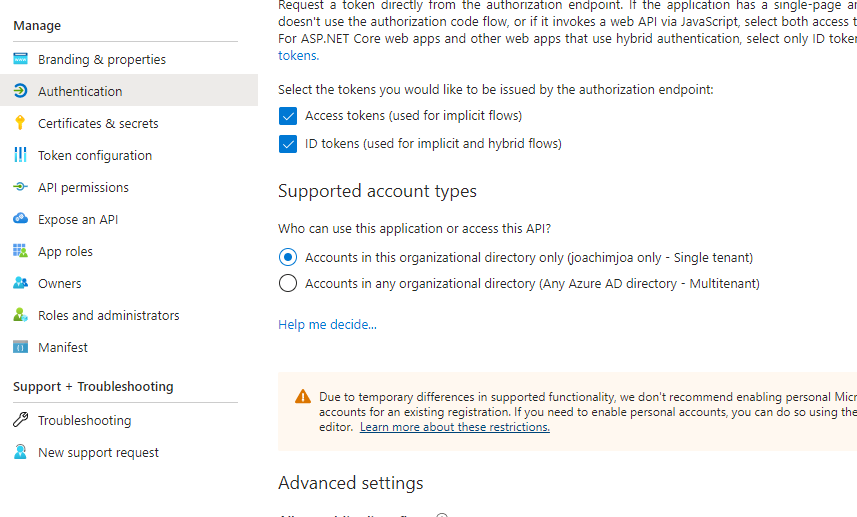 Manage
Branding & properties
Authentication
Certificates & secrets
Token configuration
API permissions
Expose an API
App roles
Owners
Roles and administrators
Manifest
Support + Troubleshooting
Troubleshooting
New support request
Request a token directly from the authorization endpoint. If the application has a single-page
doesn't use the authorization code flow, or if it invokes a web API via JavaScript, select both access
For ASP.NET Core web apps and other web apps that use hybrid authentication, select only ID
tokens.
Select the tokens you would like to be issued by the authorization endpoint:
Access tokens (used for implicit flows)
ID tokens (used for implicit and hybrid flows)
Supported account types
Who can use this application or access this API?
Accounts in this organizational directory only (joachimjoa only - Single tenant)
Accounts in any organizational directory (Any Azure AD directory - Multitenant)
Help me decide...
Due to temporary differences in supported functionality, we don't recommend enabling personal
accounts for an existing registration. If you need to enable personal accounts, you can do so using the
editor. Learn more about these restrictions.
Advanced settings